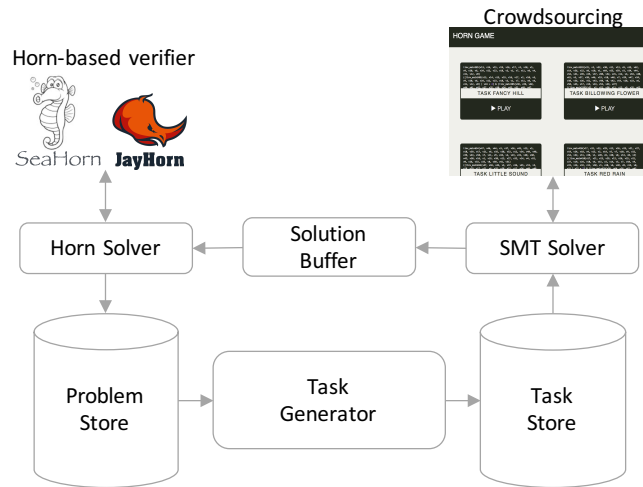 Crowdsourcing
Horn-based verifier
HORN GAME
TASK FANCY HILL
TASK BILLOWING FLOWER
PLAY
PLAY
SeaHorn
JayHorn
TASK LITTLE SOUND
TASK RED RAIN
Horn Solver
Solution
Buffer
SMT Solver
Problem
Store
Task
Generator
Task
Store